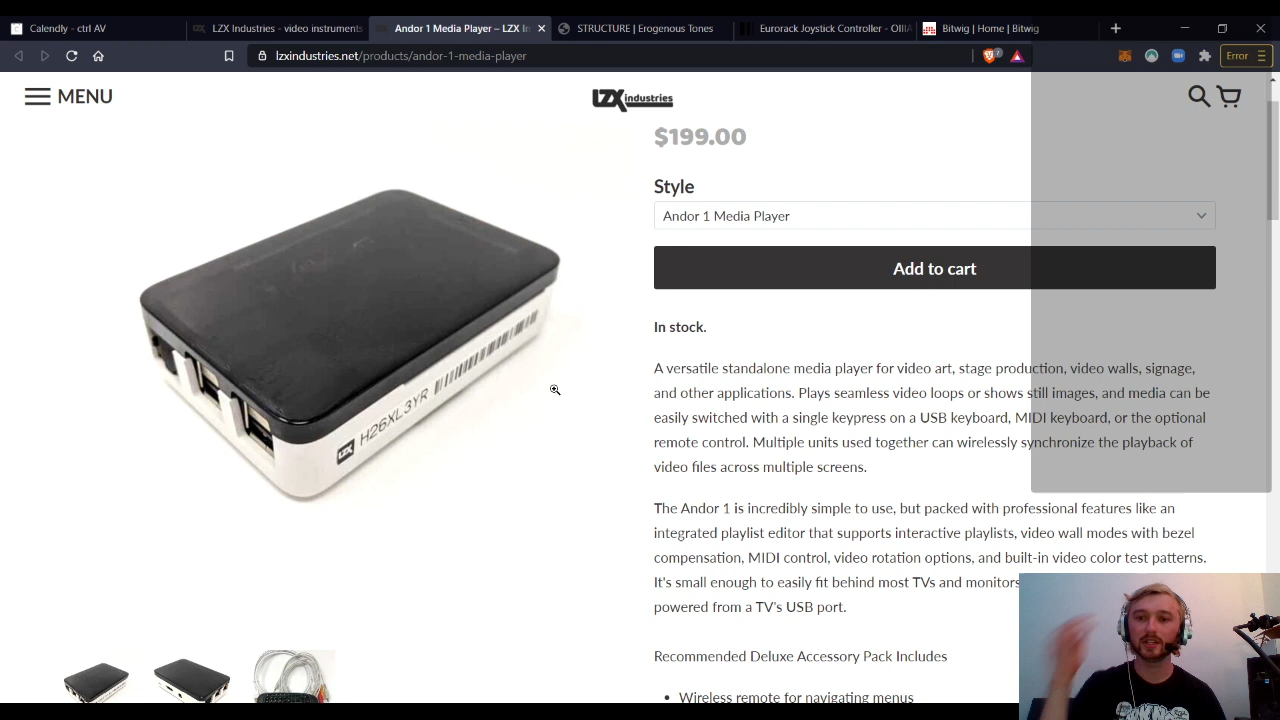 Calendly - ctrl AV
LZX Industries - video instruments
Andor 1 Media Player – LZX In
STRUCTURE | Erogenous Tones
Eurorack Joystick Controller - OIIIA
Bitwig | Home | Bitwig
lzxindustries.net/products/andor-1-media-player
Error
MENU
LZX industries
$199.00
Style
Andor 1 Media Player
Add to cart
In stock.
A versatile standalone media player for video art, stage production, video walls, signage,
and other applications. Plays seamless video loops or shows still images, and media can be
easily switched with a single keypress on a USB keyboard, MIDI keyboard, or the optional
remote control. Multiple units used together can wirelessly synchronize the playback of
video files across multiple screens.
The Andor 1 is incredibly simple to use, but packed with professional features like an
integrated playlist editor that supports interactive playlists, video wall modes with bezel
compensation, MIDI control, video rotation options, and built-in video color test patterns.
It's small enough to easily fit behind most TVs and monitors
powered from a TV's USB port.
Recommended Deluxe Accessory Pack Includes
• Wireless remote for navigating menus
LZX H26XL3YR